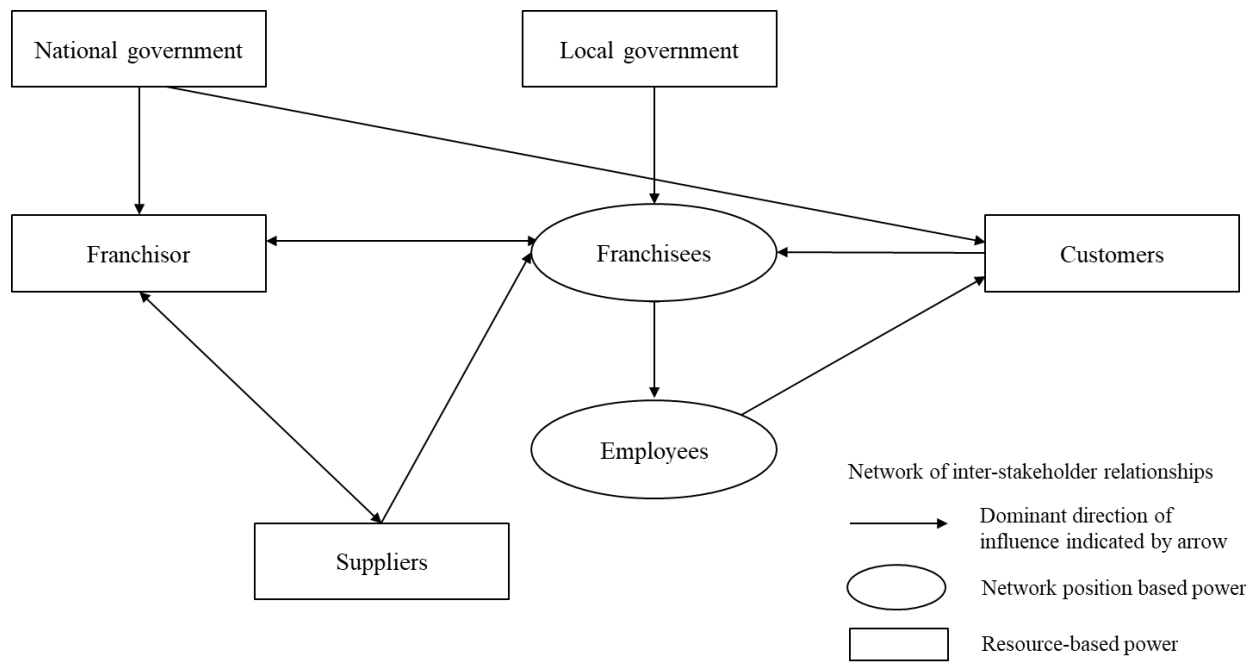 National government
Local government
Franchisor
Franchisees
Customers
Employees
Suppliers
Network of inter-stakeholder relationships
Dominant direction of
influence indicated by arrow
Network position based power
Resource-based power